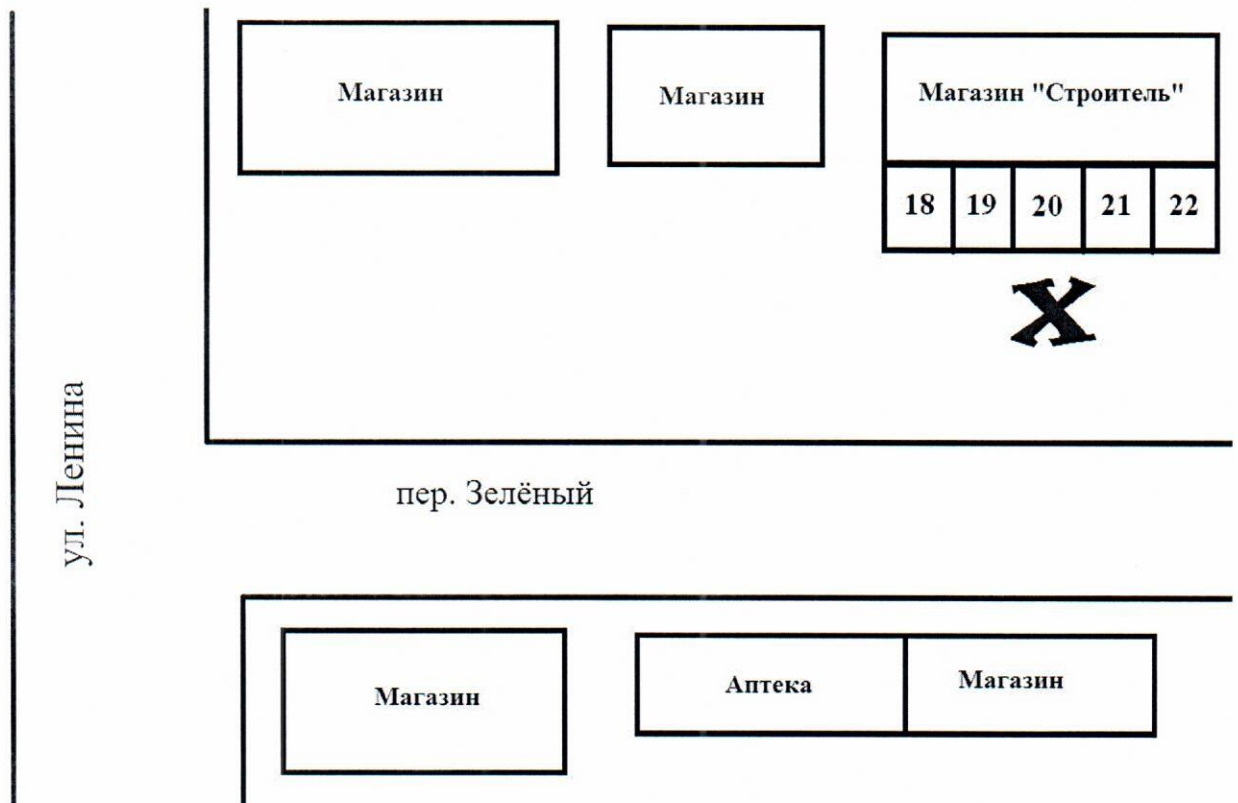 Магазин
Магазин
Магазин "Строитель"
18 19 20 21 22
X
ул. Ленина
пер. Зелёный
Магазин
Аптека
Магазин